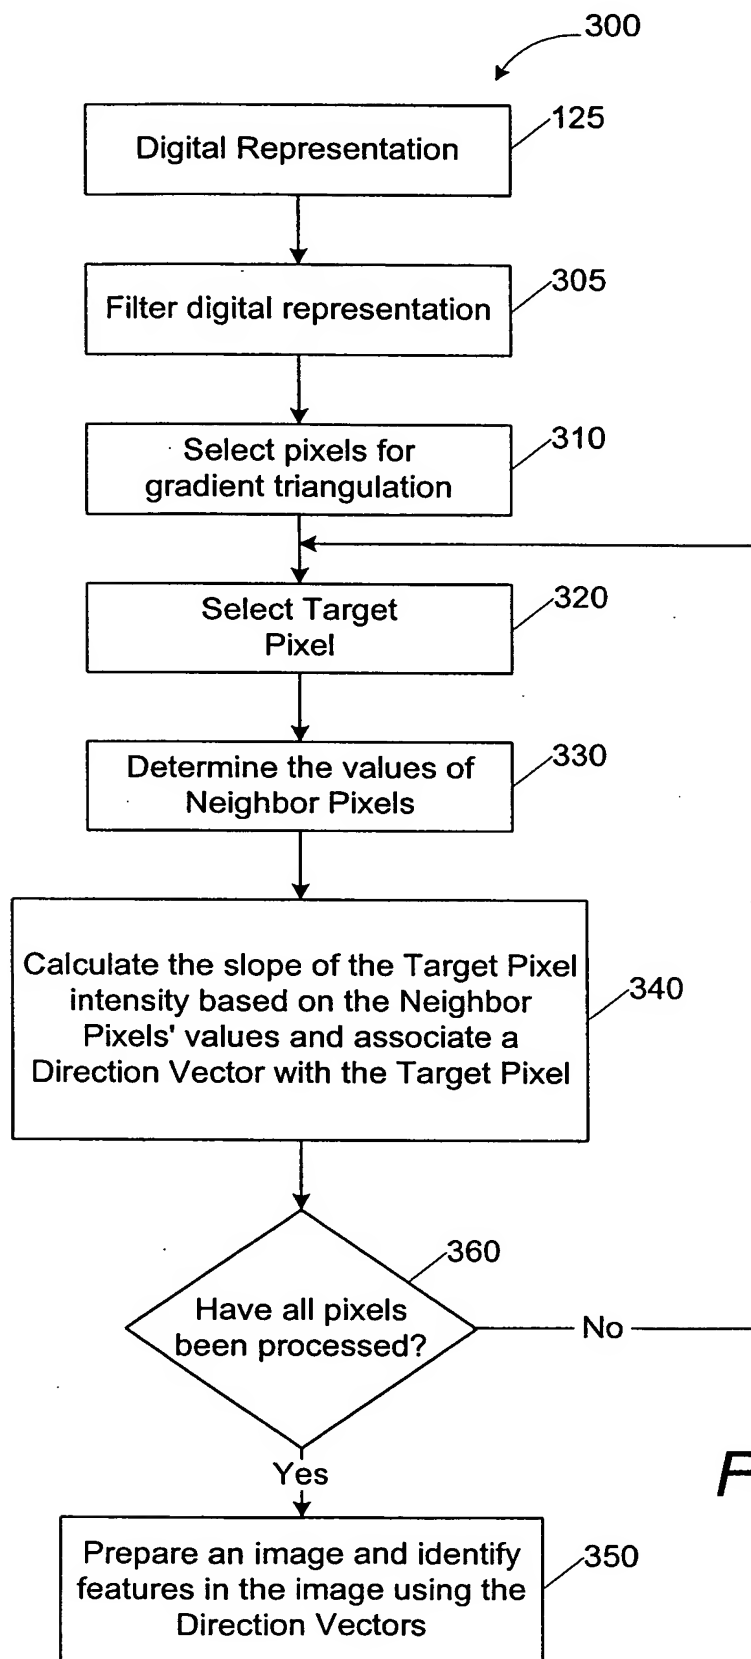 300
Digital Representation
125
Filter digital representation
305
Select pixels for
gradient triangulation
310
Select Target
Pixel
320
Determine the values of
Neighbor Pixels
330
Calculate the slope of the Target Pixel
intensity based on the Neighbor
Pixels' values and associate a
Direction Vector with the Target Pixel
340
360
Have all pixels
been processed?
No
Yes
F
Prepare an image and identify
features in the image using the
Direction Vectors
350